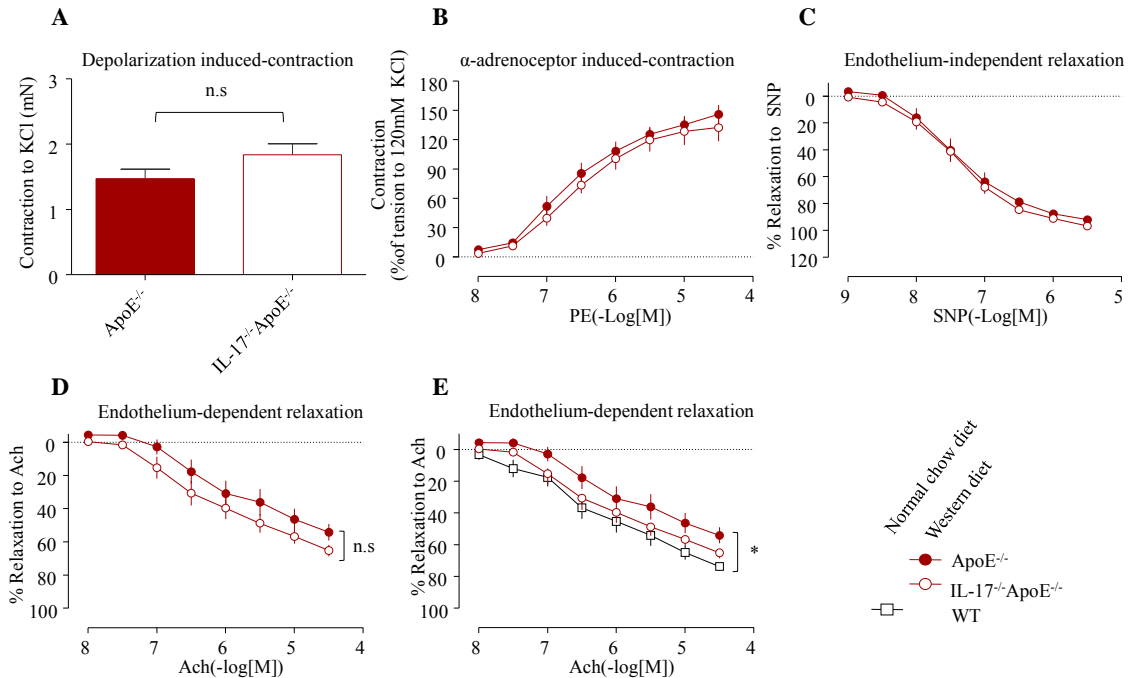 A
Depolarization induced-contraction
n.s
Contraction to KCl (mN)
3
2
1
0
ApoE-/-
IL-17-/-ApoE-/-
B
α-adrenoceptor induced-contraction
Contraction
(%of tension to 120mM KCl)
180
150
120
90
60
30
0
8 7 6 5 4
PE(-Log[M])
C
Endothelium-independent relaxation
% Relaxation to SNP
0
20
40
60
80
100
120
9 8 7 6 5
SNP(-Log[M])
D
Endothelium-dependent relaxation
% Relaxation to Ach
0
20
40
60
80
100
n.s
8 7 6 5 4
Ach(-log[M])
E
Endothelium-dependent relaxation
% Relaxation to Ach
0
20
40
60
80
100
*
8 7 6 5 4
Ach(-log[M])
Normal chow diet
Western diet
ApoE-/-
IL-17-/-ApoE-/-
WT